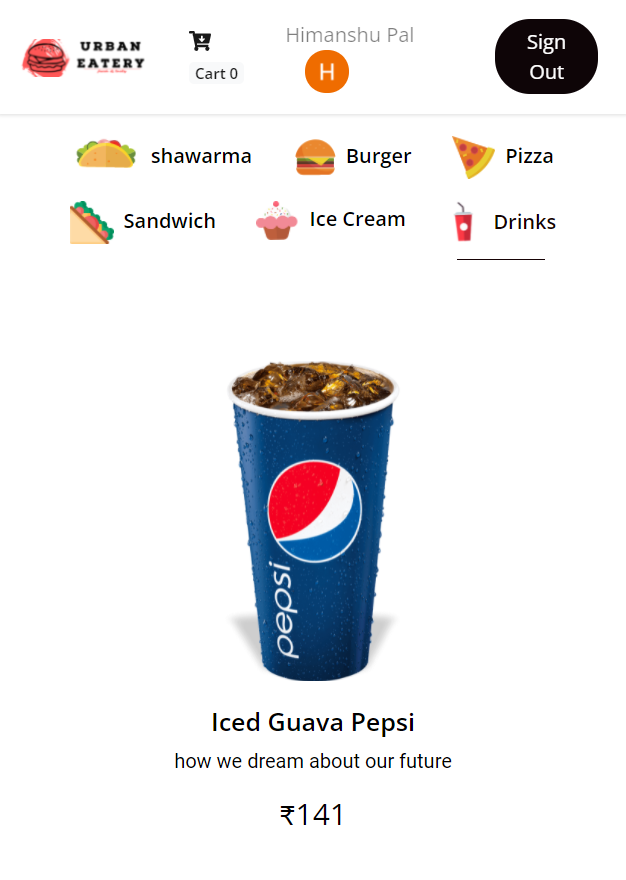 URBAN
EATERY
Cart 0
Himanshu Pal
H
Sign
Out
shawarma
Burger
Pizza
Sandwich
Ice Cream
Drinks
pepsi
Iced Guava Pepsi
how we dream about our future
₹141